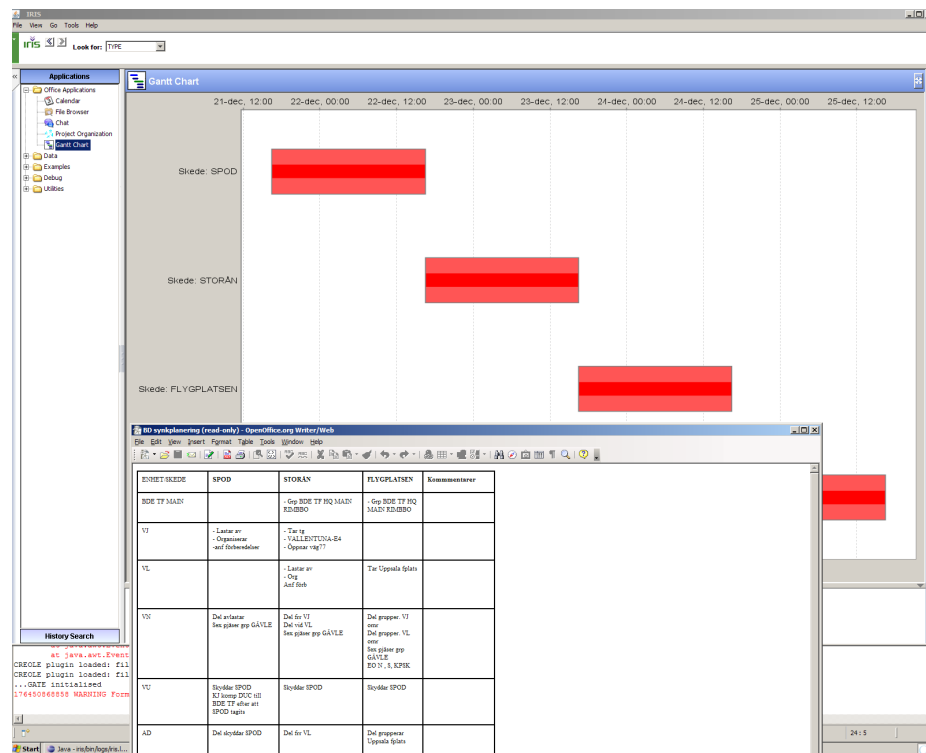 IRIS
File View Go Tools Help
iris Look for: TYPE
Applications
Office Applications
Calendar
File Browser
Chat
Project Organization
Gantt Chart
Data
Examples
Debug
Utilities
History Search
Gantt Chart
21-dec, 12:00 22-dec, 00:00 22-dec, 12:00 23-dec, 00:00 23-dec, 12:00 24-dec, 00:00 24-dec, 12:00 25-dec, 00:00 25-dec, 12:00
Skede: SPOD
Skede: STORÅN
Skede: FLYGPLATSEN
BD synkplanering (read-only) - OpenOffice.org Writer/Web
File Edit View Insert Format Table Tools Window Help
ENHET/SKEDE SPOD STORÅN FLYGPLATSEN Kommmentarer
BDE TF MAIN
- Grp BDE TF HQ MAIN
RIMBBO
- Grp BDE TF HQ
MAIN RIMBBO
VJ
- Lastar av
- Organiserar
-anf förberedelser
- Tar tg
- VALLENTUNA-E4
- Öppnar väg77
VL
- Lastar av
- Org
Anf förb
Tar Uppsala fplats
VN
Del avlastar
Sex pjäser grp GÄVLE
Del för VJ
Del vid VL
Sex pjäser grp GÄVLE
Del grupper. VJ
omr
Del grupper. VL
omr
Sex pjäser grp
GÄVLE
EO N , S, KPSK
VU
Skyddar SPOD
KJ komp DUC till
BDE TF efter att
SPOD tagits
Skyddar SPOD
Skyddar SPOD
AD
Del skyddar SPOD
Del för VL
Del grupperar
Uppsala fplats
at java.awt.Event
CREOLE plugin loaded: fil
CREOLE plugin loaded: fil
...GATE initialised
176450868858 WARNING Form
24 : 5
Start Java - iris/bin/logs/iris.l...